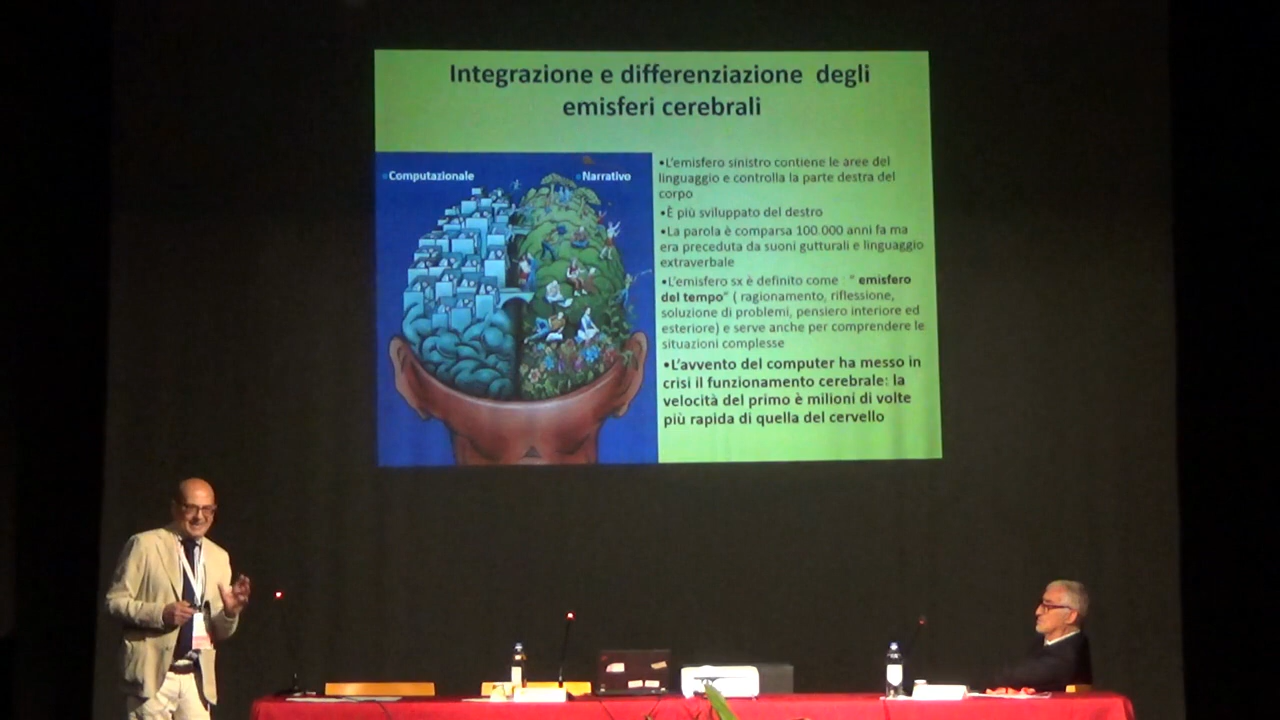 Integrazione e differenziazione degli
emisferi cerebrali
Computazionale
Narrativo
•L'emisfero sinistro contiene le aree del
linguaggio e controlla la parte destra del
corpo
•È più sviluppato del destro
•La parola è comparsa 100.000 anni fa ma
era preceduta da suoni gutturali e linguaggio
extraverbale
•L'emisfero sx è definito come : " emisfero
del tempo" ( ragionamento, riflessione,
soluzione di problemi, pensiero interiore ed
esteriore) e serve anche per comprendere le
situazioni complesse
•L'avvento del computer ha messo in
crisi il funzionamento cerebrale: la
velocità del primo è milioni di volte
più rapida di quella del cervello